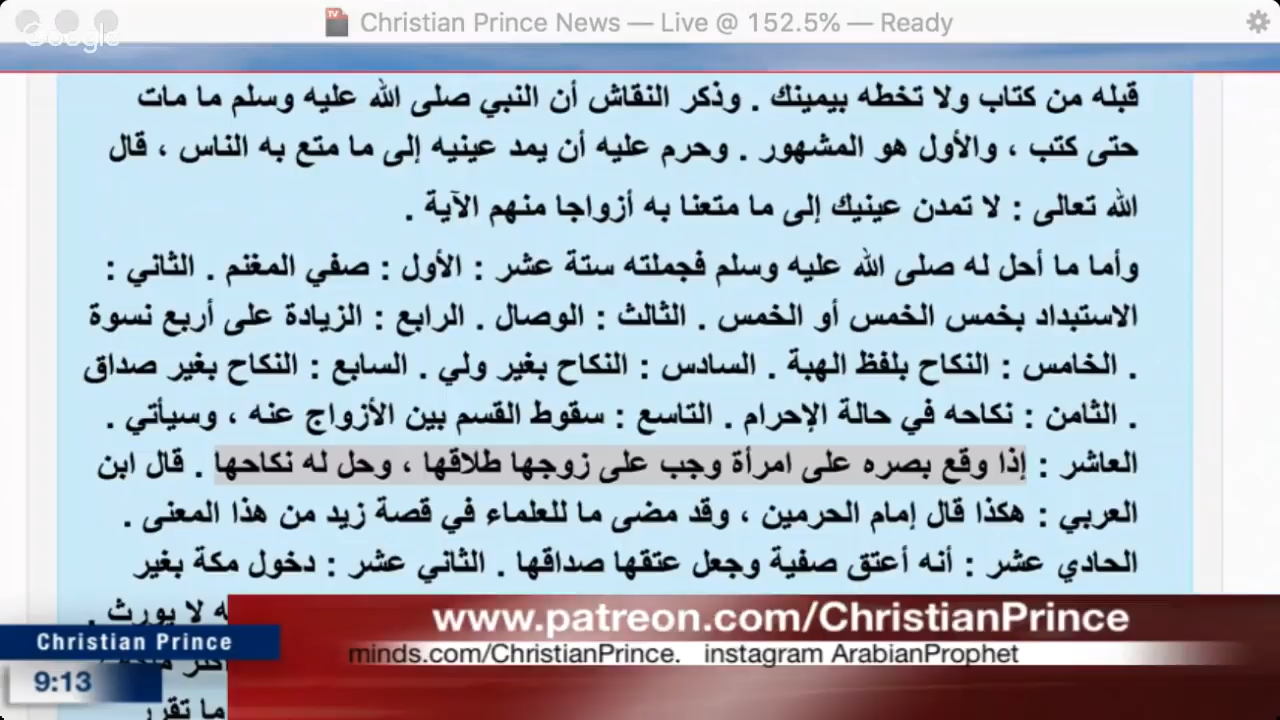 Christian Prince News — Live @ 152.5% — Ready
Google
قبله من كتاب ولا تخطه بيمينك . وذكر النقاش أن النبي صلى الله عليه وسلم ما مات
حتى كتب ، والأول هو المشهور . وحرم عليه أن يمد عينيه إلى ما متع به الناس ، قال
الله تعالى : لا تمدن عينيك إلى ما متعنا به أزواجا منهم الآية .
وأما ما أحل له صلى الله عليه وسلم فجملته ستة عشر : الأول : صفي المغنم . الثاني :
الاستبداد بخمس الخمس أو الخمس . الثالث : الوصال . الرابع : الزيادة على أربع نسوة
. الخامس : النكاح بلفظ الهبة . السادس : النكاح بغير ولي . السابع : النكاح بغير صداق
. الثامن : نكاحه في حالة الإحرام . التاسع : سقوط القسم بين الأزواج عنه ، وسيأتي .
العاشر : إذا وقع بصره على امرأة وجب على زوجها طلاقها ، وحل له نكاحها . قال ابن
العربي : هكذا قال إمام الحرمين ، وقد مضى ما للعلماء في قصة زيد من هذا المعنى .
الحادي عشر : أنه أعتق صفية وجعل عتقها صداقها . الثاني عشر : دخول مكة بغير
لا يورث .
www.patreon.com/ChristianPrince
Christian Prince
minds.com/ChristianPrince. instagram ArabianProphet
9:13
ما تقرر